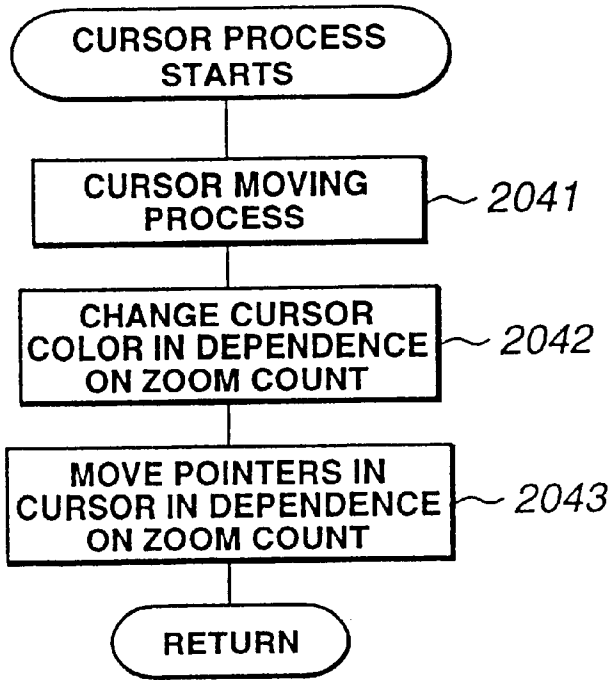 CURSOR PROCESS
STARTS
CURSOR MOVING
PROCESS
2041
CHANGE CURSOR
COLOR IN DEPENDENCE
ON ZOOM COUNT
2042
MOVE POINTERS IN
CURSOR IN DEPENDENCE
ON ZOOM COUNT
2043
RETURN